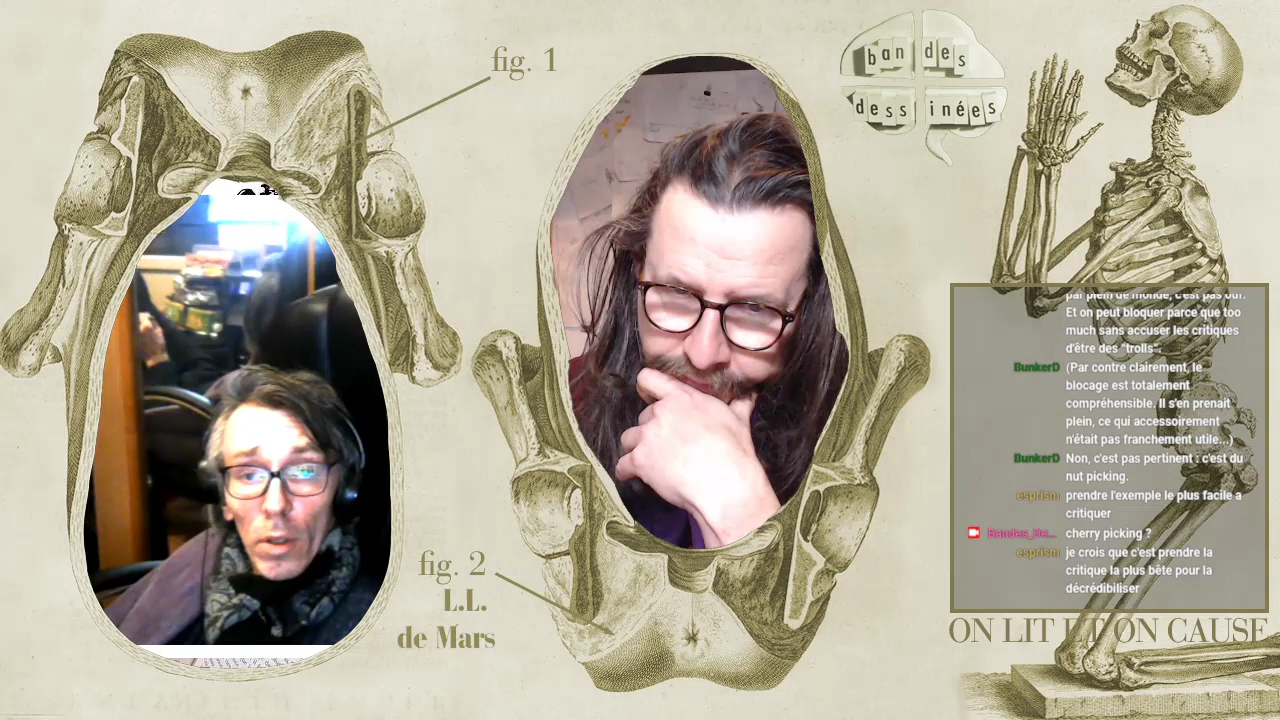 fig. 1
ban des
dess inées
par plein de monde, c'est pas ouf.
Et on peut bloquer parce que too
much sans accuser les critiques
d'être des "trolls".
BunkerD (Par contre clairement, le
blocage est totalement
compréhensible. Il s'en prenait
plein, ce qui accessoirement
n'était pas franchement utile...)
BunkerD Non, c'est pas pertinent : c'est du
nut picking.
esprism prendre l'exemple le plus facile a
critiquer
Bandes_De... cherry picking ?
esprism je crois que c'est prendre la
critique la plus bête pour la
décrédibiliser
fig. 2
L.L.
de Mars
ON LIT ET ON CAUSE